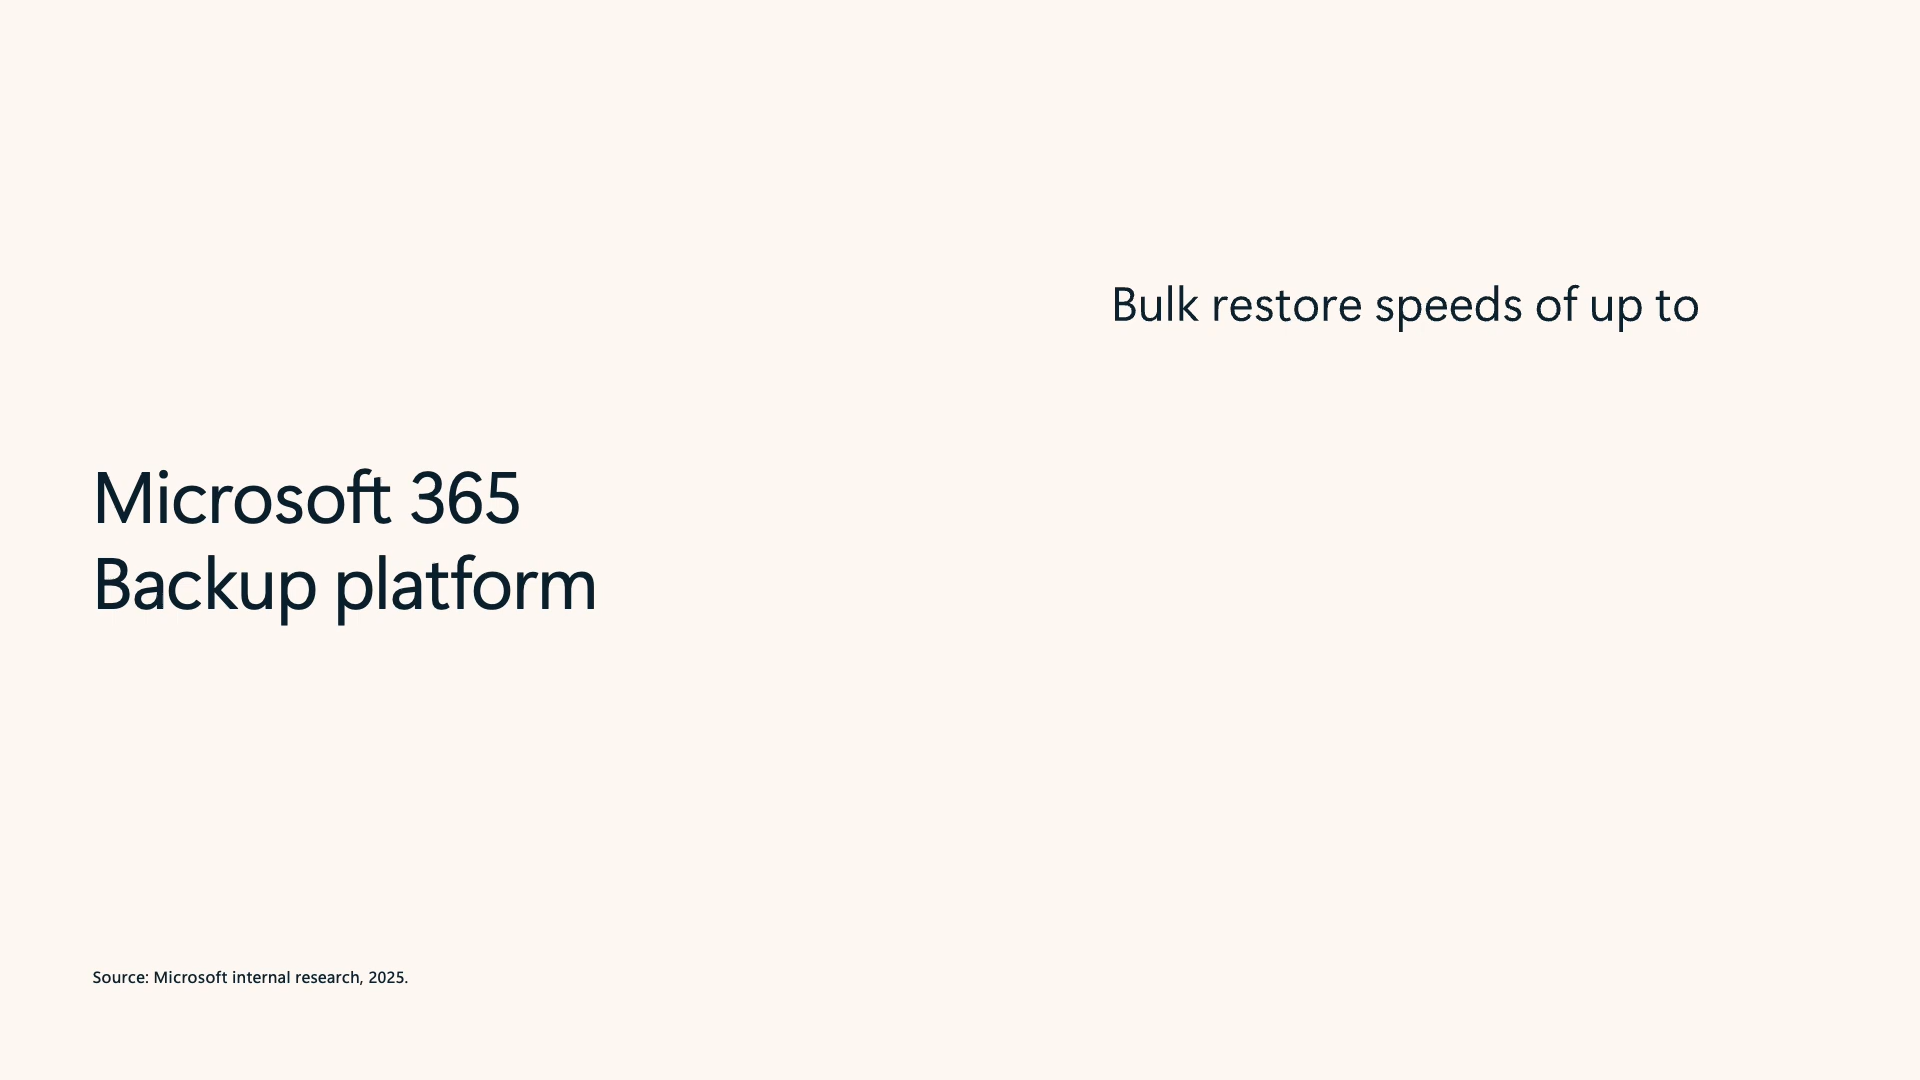 Microsoft 365
Backup platform
Bulk restore speeds of up to
Source: Microsoft internal research, 2025.